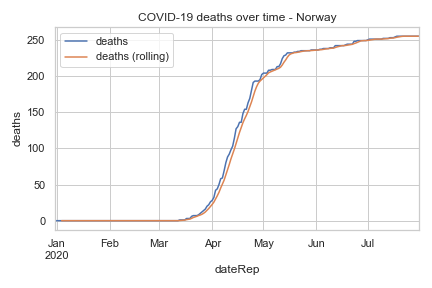 COVID-19 deaths over time - Norway
deaths
deaths (rolling)
250
200
150
100
50
0
deaths
Jan Feb Mar Apr May Jun Jul
2020
dateRep